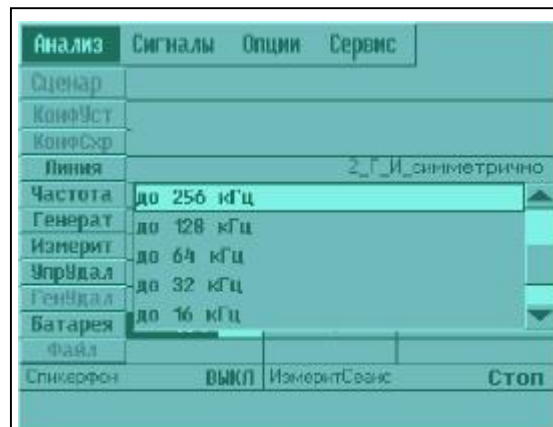 Анализ Сигналы Опции Сервис
Сценар
КонфУст
КонфСхр
Линия 2_Г_И_симметрично
Частота до 256 кГц
Генерат до 128 кГц
Измерит до 64 кГц
УпрУдал до 32 кГц
ГенУдал
Батарея до 16 кГц
Файл
Спикерфон ВЫКЛ ИзмеритСеанс Стоп